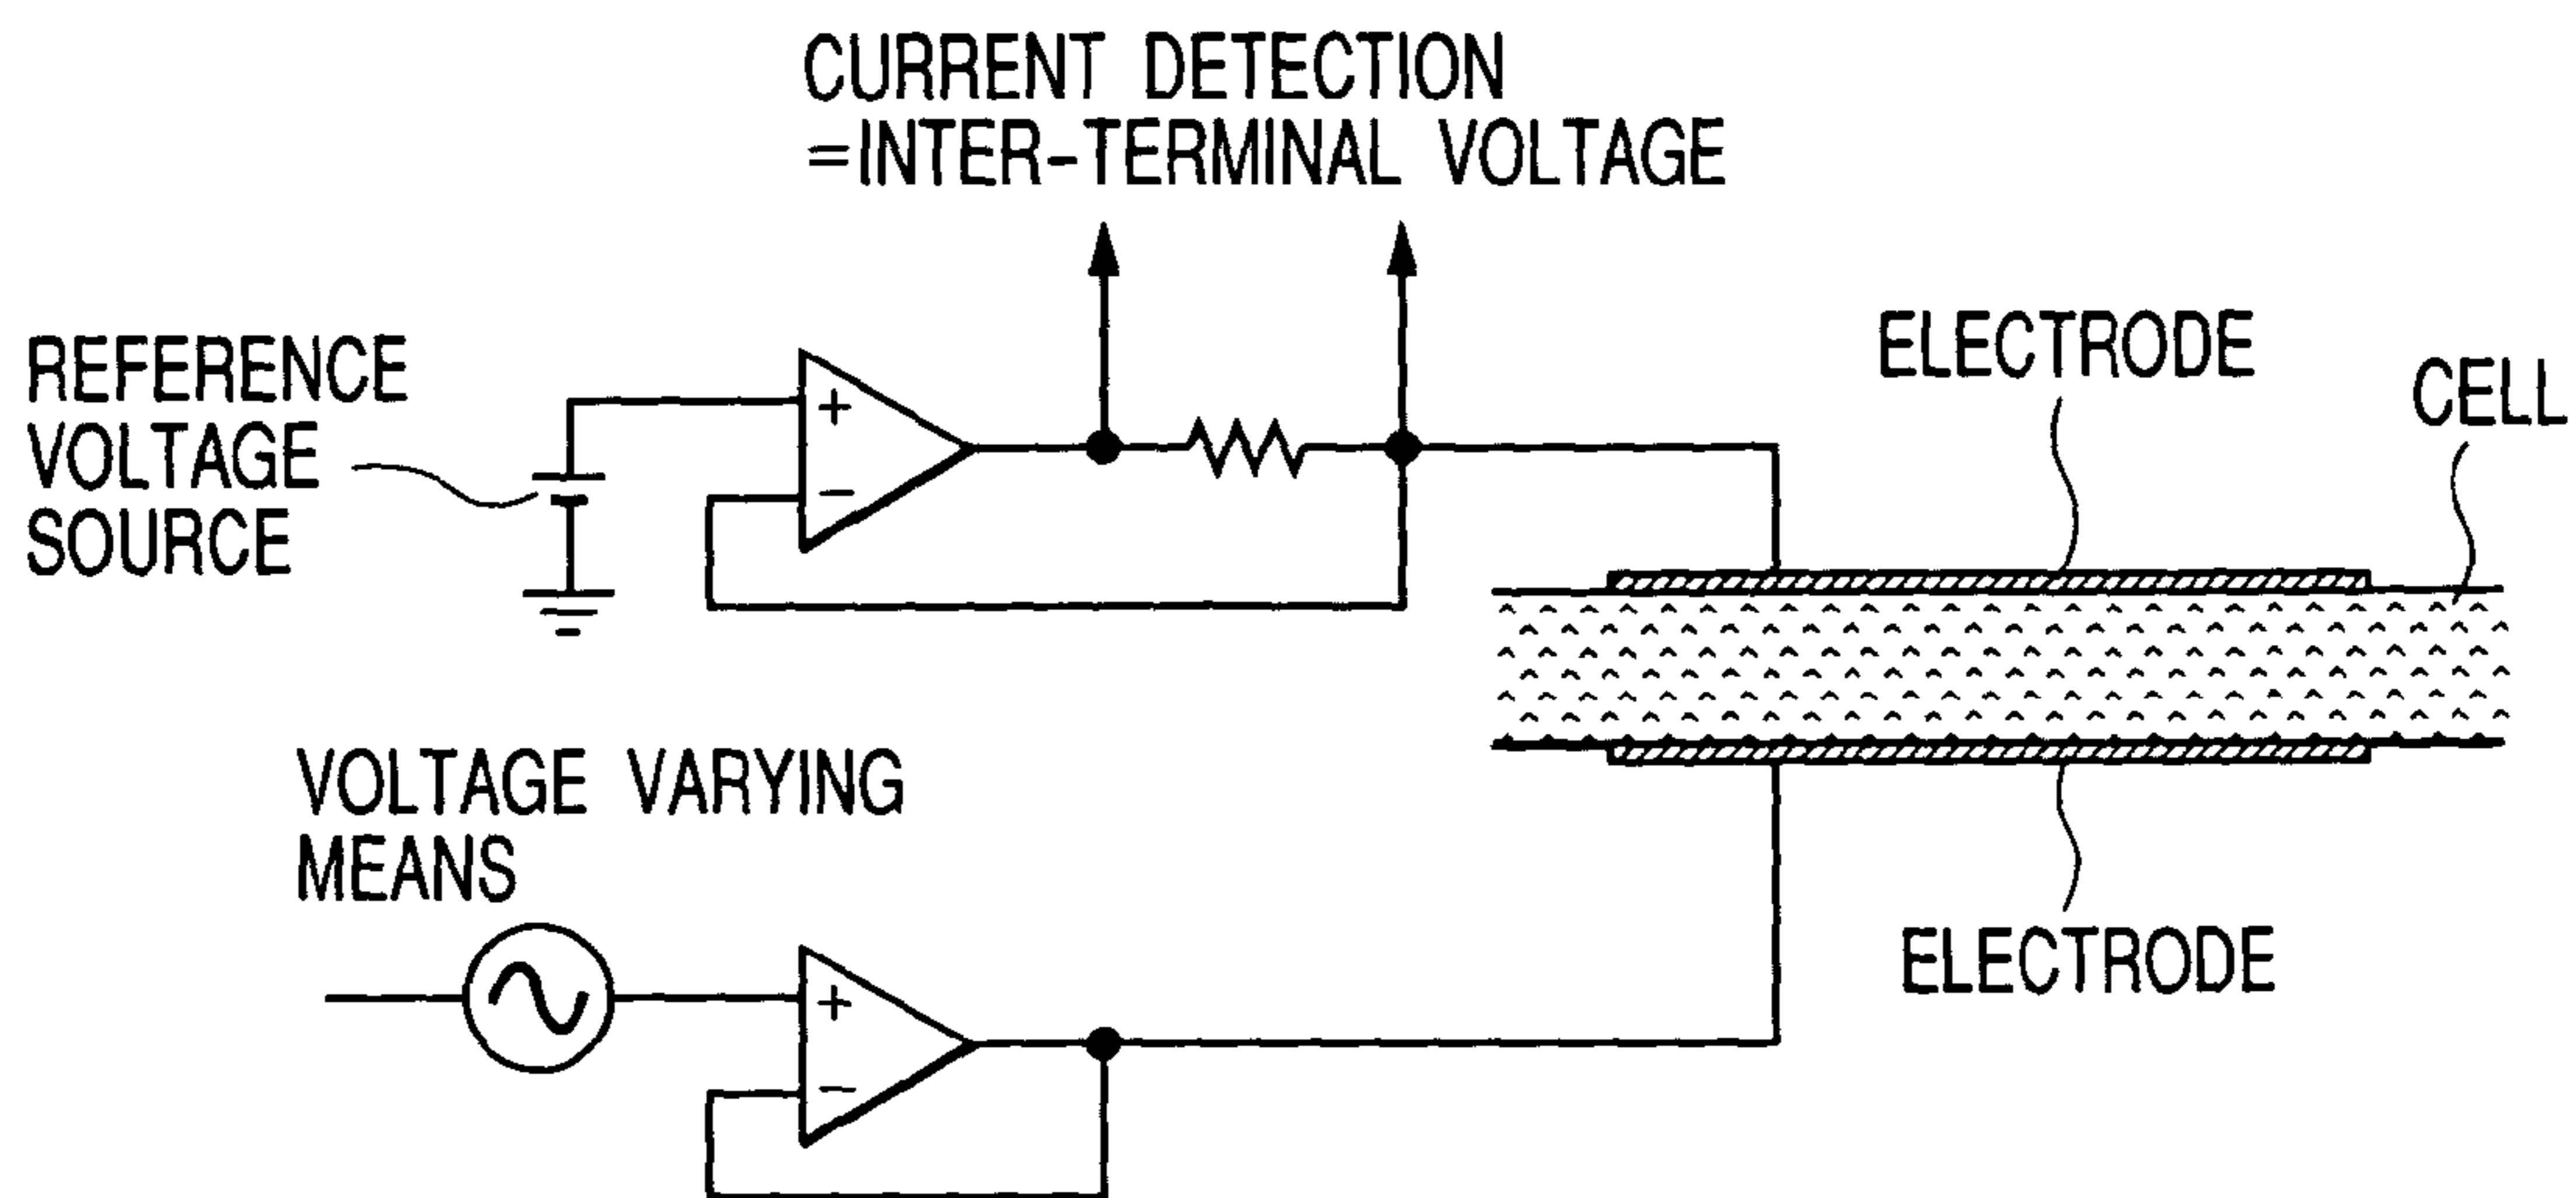 CURRENT DETECTION
=INTER-TERMINAL VOLTAGE
REFERENCE
VOLTAGE
SOURCE
+
-
ELECTRODE
CELL
VOLTAGE VARYING
MEANS
+
-
ELECTRODE